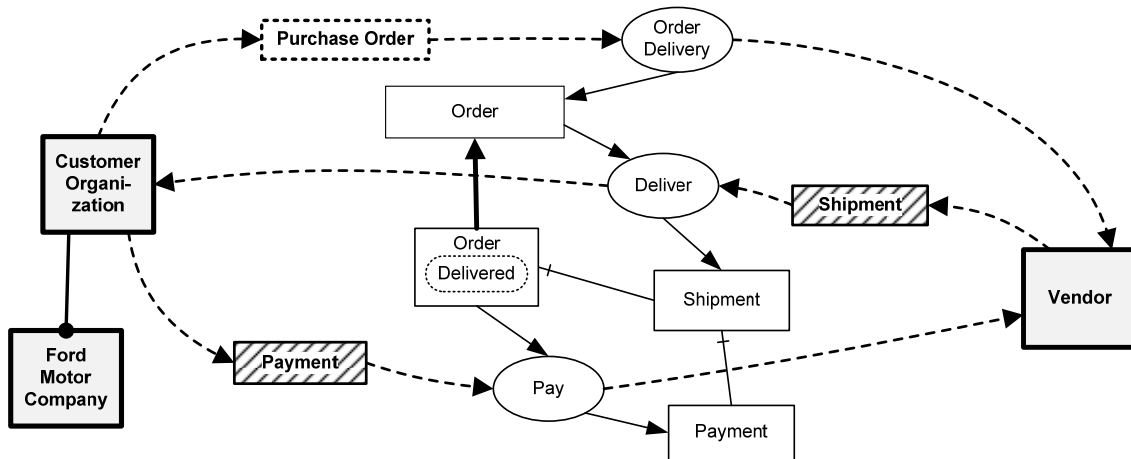 Purchase Order
Order
Delivery
Order
Customer
Organi-
zation
Deliver
Shipment
Order
Delivered
Shipment
Vendor
Ford
Motor
Company
Payment
Pay
Payment